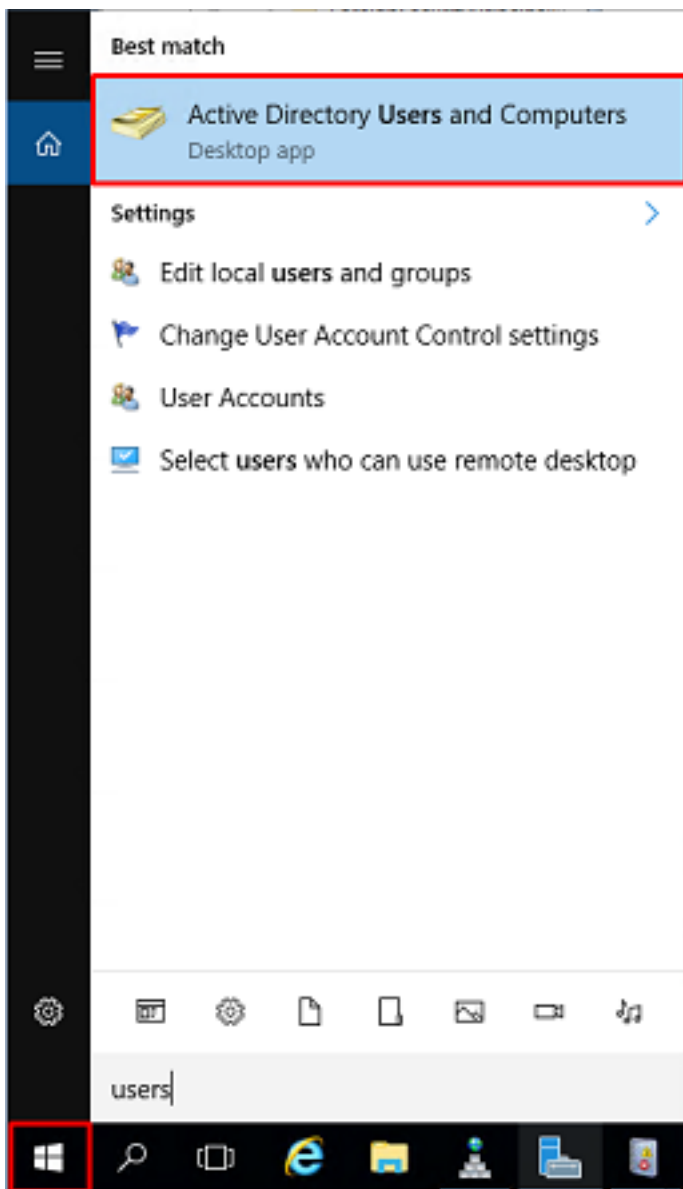 Best match
Active Directory Users and Computers
Desktop app
Settings
Edit local users and groups
Change User Account Control settings
User Accounts
Select users who can use remote desktop
users